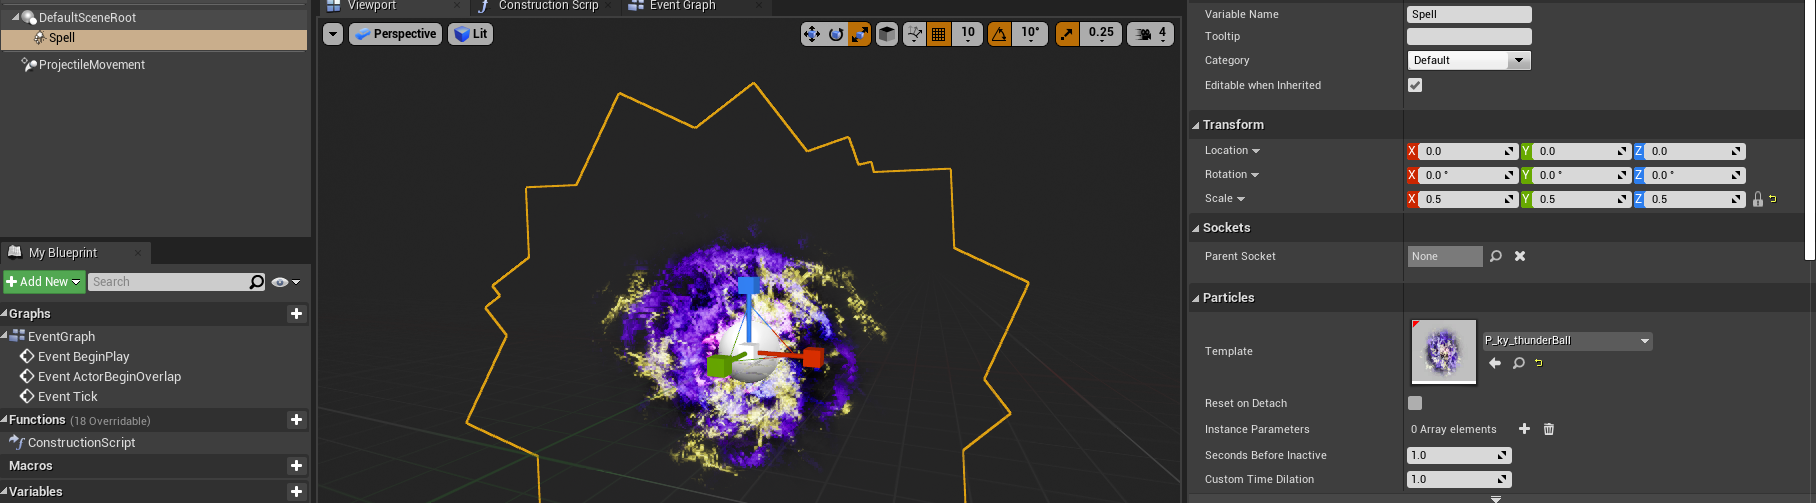 DefaultSceneRoot
Spell
ProjectileMovement
My Blueprint
Add New
Search
Graphs
EventGraph
Event BeginPlay
Event ActorBeginOverlap
Event Tick
Functions (18 Overridable)
ConstructionScript
Macros
Variables
Viewport
Construction Scrip
Event Graph
Perspective
Lit
10
10°
0.25
4
Variable Name Spell
Tooltip
Category Default
Editable when Inherited
Transform
Location X 0.0 Y 0.0 Z 0.0
Rotation X 0.0 ° Y 0.0 ° Z 0.0 °
Scale X 0.5 Y 0.5 Z 0.5
Sockets
Parent Socket None
Particles
Template P_ky_thunderBall
Reset on Detach
Instance Parameters 0 Array elements
Seconds Before Inactive 1.0
Custom Time Dilation 1.0